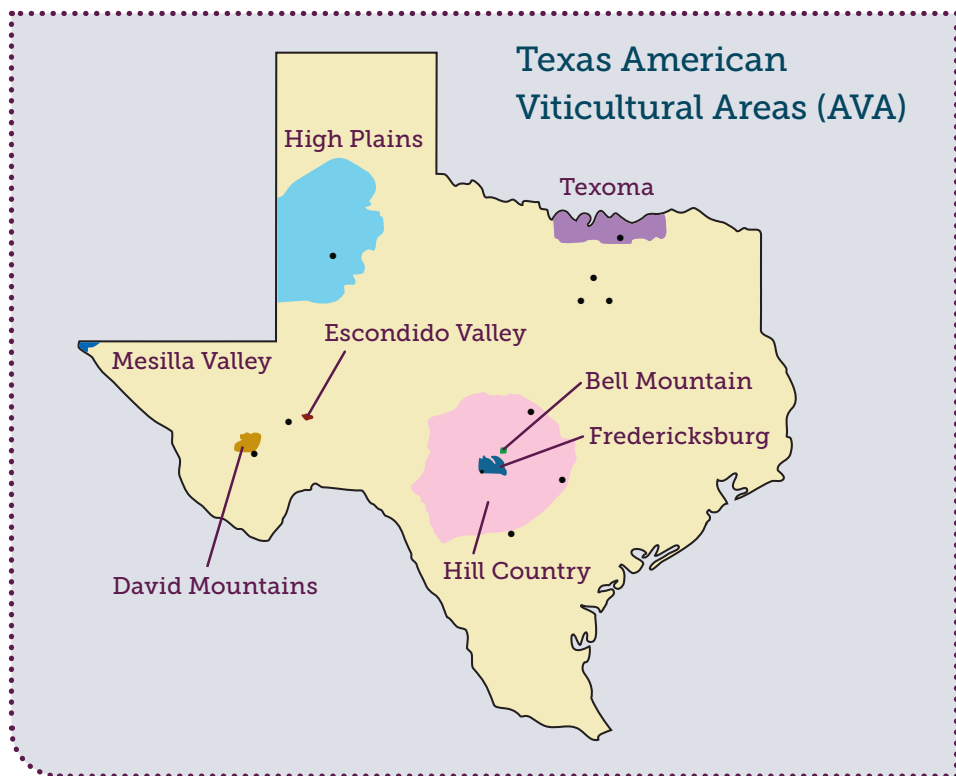 Texas American
Viticultural Areas (AVA)
High Plains
Texoma
Escondido Valley
Mesilla Valley
Bell Mountain
Fredericksburg
Hill Country
David Mountains